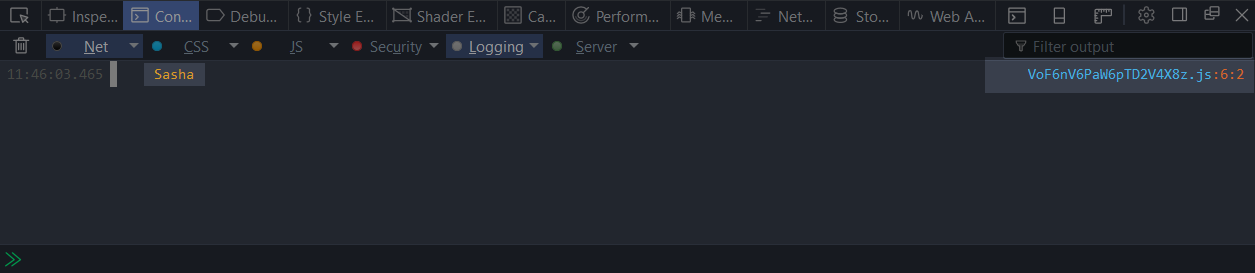 Inspe... Con... Debu... Style E... Shader E... Ca... Perform... Me... Net... Sto... Web A...
Net CSS JS Security Logging Server Filter output
11:46:03.465 Sasha VoF6nV6PaW6pTD2V4X8z.js:6:2